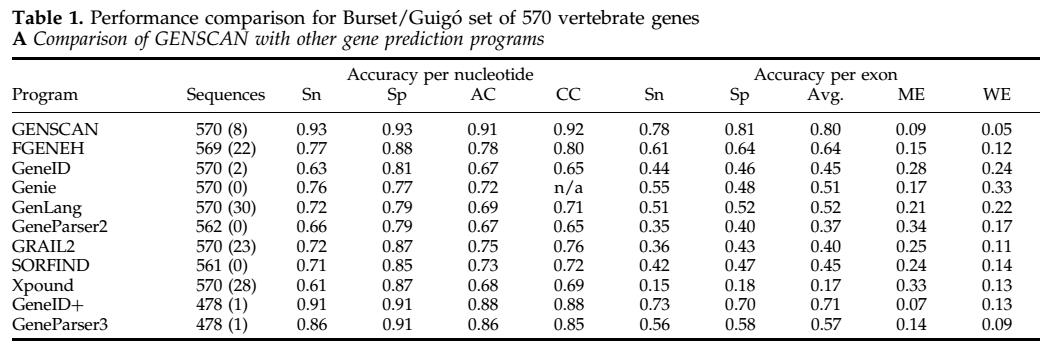 Table 1. Performance comparison for Burset/Guigó set of 570 vertebrate genes
A Comparison of GENSCAN with other gene prediction programs
Accuracy per nucleotide Accuracy per exon
Program Sequences Sn Sp AC CC Sn Sp Avg. ME WE
GENSCAN 570 (8) 0.93 0.93 0.91 0.92 0.78 0.81 0.80 0.09 0.05
FGENEH 569 (22) 0.77 0.88 0.78 0.80 0.61 0.64 0.64 0.15 0.12
GeneID 570 (2) 0.63 0.81 0.67 0.65 0.44 0.46 0.45 0.28 0.24
Genie 570 (0) 0.76 0.77 0.72 n/a 0.55 0.48 0.51 0.17 0.33
GenLang 570 (30) 0.72 0.79 0.69 0.71 0.51 0.52 0.52 0.21 0.22
GeneParser2 562 (0) 0.66 0.79 0.67 0.65 0.35 0.40 0.37 0.34 0.17
GRAIL2 570 (23) 0.72 0.87 0.75 0.76 0.36 0.43 0.40 0.25 0.11
SORFIND 561 (0) 0.71 0.85 0.73 0.72 0.42 0.47 0.45 0.24 0.14
Xpound 570 (28) 0.61 0.87 0.68 0.69 0.15 0.18 0.17 0.33 0.13
GeneID+ 478 (1) 0.91 0.91 0.88 0.88 0.73 0.70 0.71 0.07 0.13
GeneParser3 478 (1) 0.86 0.91 0.86 0.85 0.56 0.58 0.57 0.14 0.09